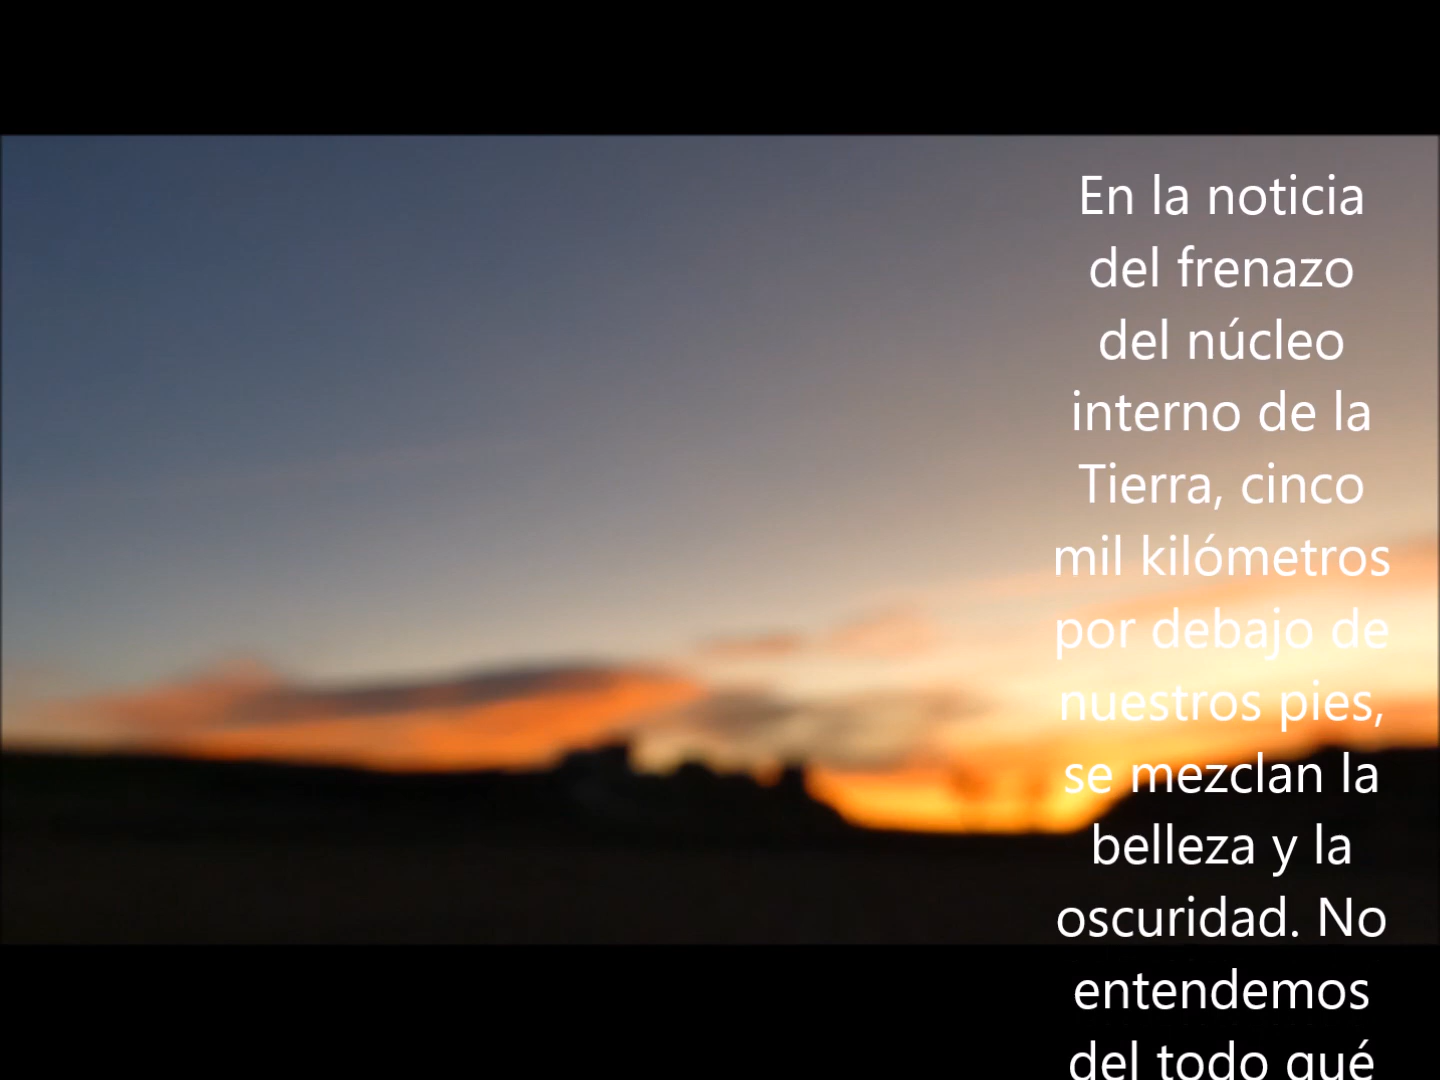 En la noticia
del frenazo
del núcleo
interno de la
Tierra, cinco
mil kilómetros
por debajo de
nuestros pies,
se mezclan la
belleza y la
oscuridad. No
entendemos
del todo qué